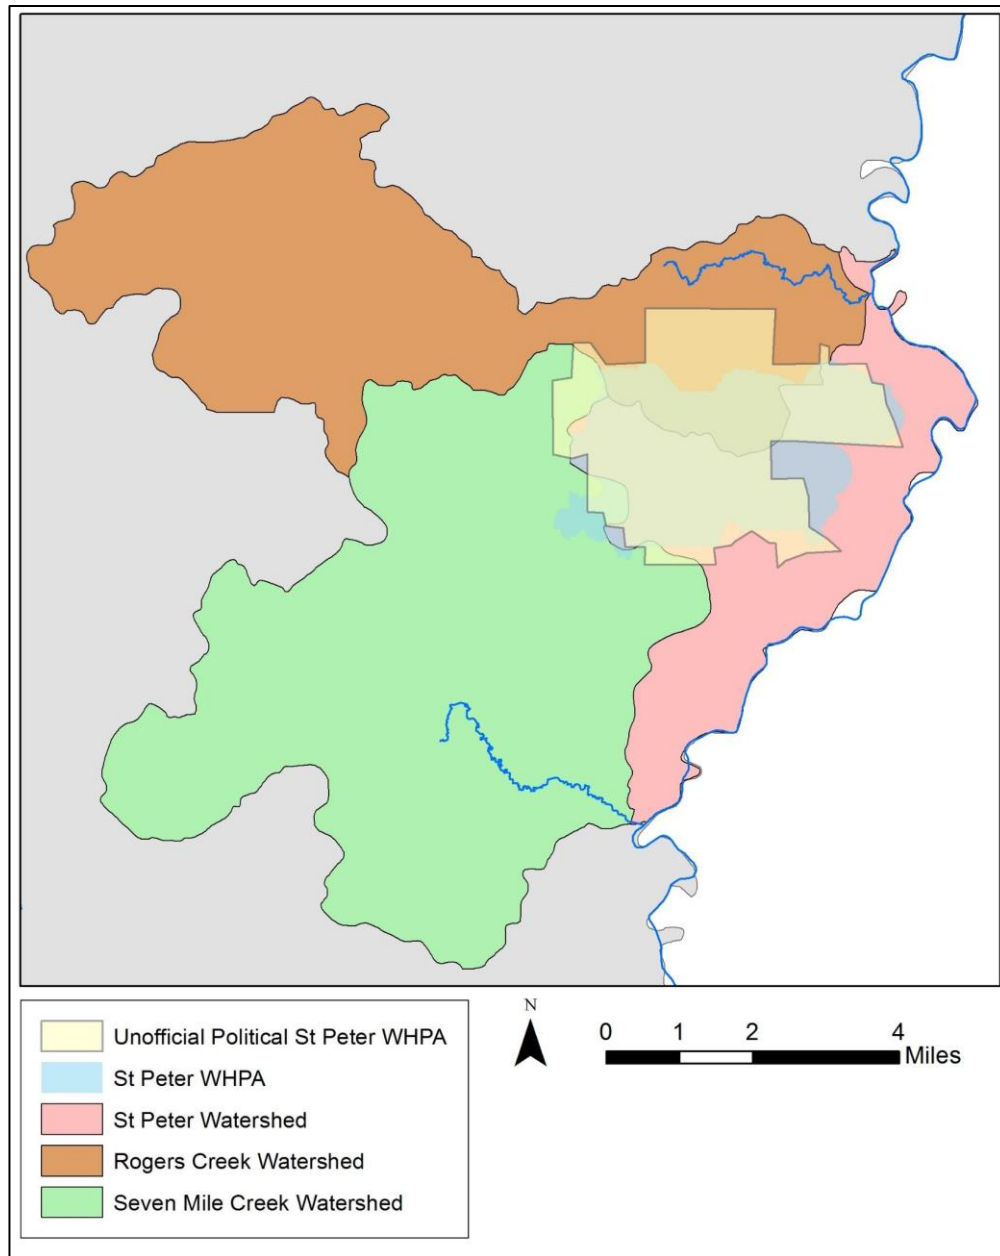 Unofficial Political St Peter WHPA
St Peter WHPA
St Peter Watershed
Rogers Creek Watershed
Seven Mile Creek Watershed
N
0 1 2 4
Miles